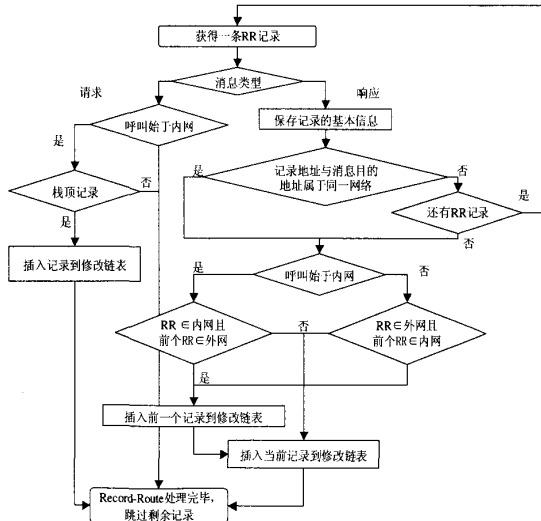 获得一条RR记录
消息类型
请求
响应
呼叫始于内网
保存记录的基本信息
是
是
记录地址与消息目的
地址属于同一网络
否
栈顶记录
否
还有RR记录
是
是
否
插入记录到修改链表
呼叫始于内网
是
否
RR∈内网且
前个RR∈外网
否
RR∈外网且
前个RR∈内网
是
插入前一个记录到修改链表
插入当前记录到修改链表
Record-Route处理完毕,
跳过剩余记录